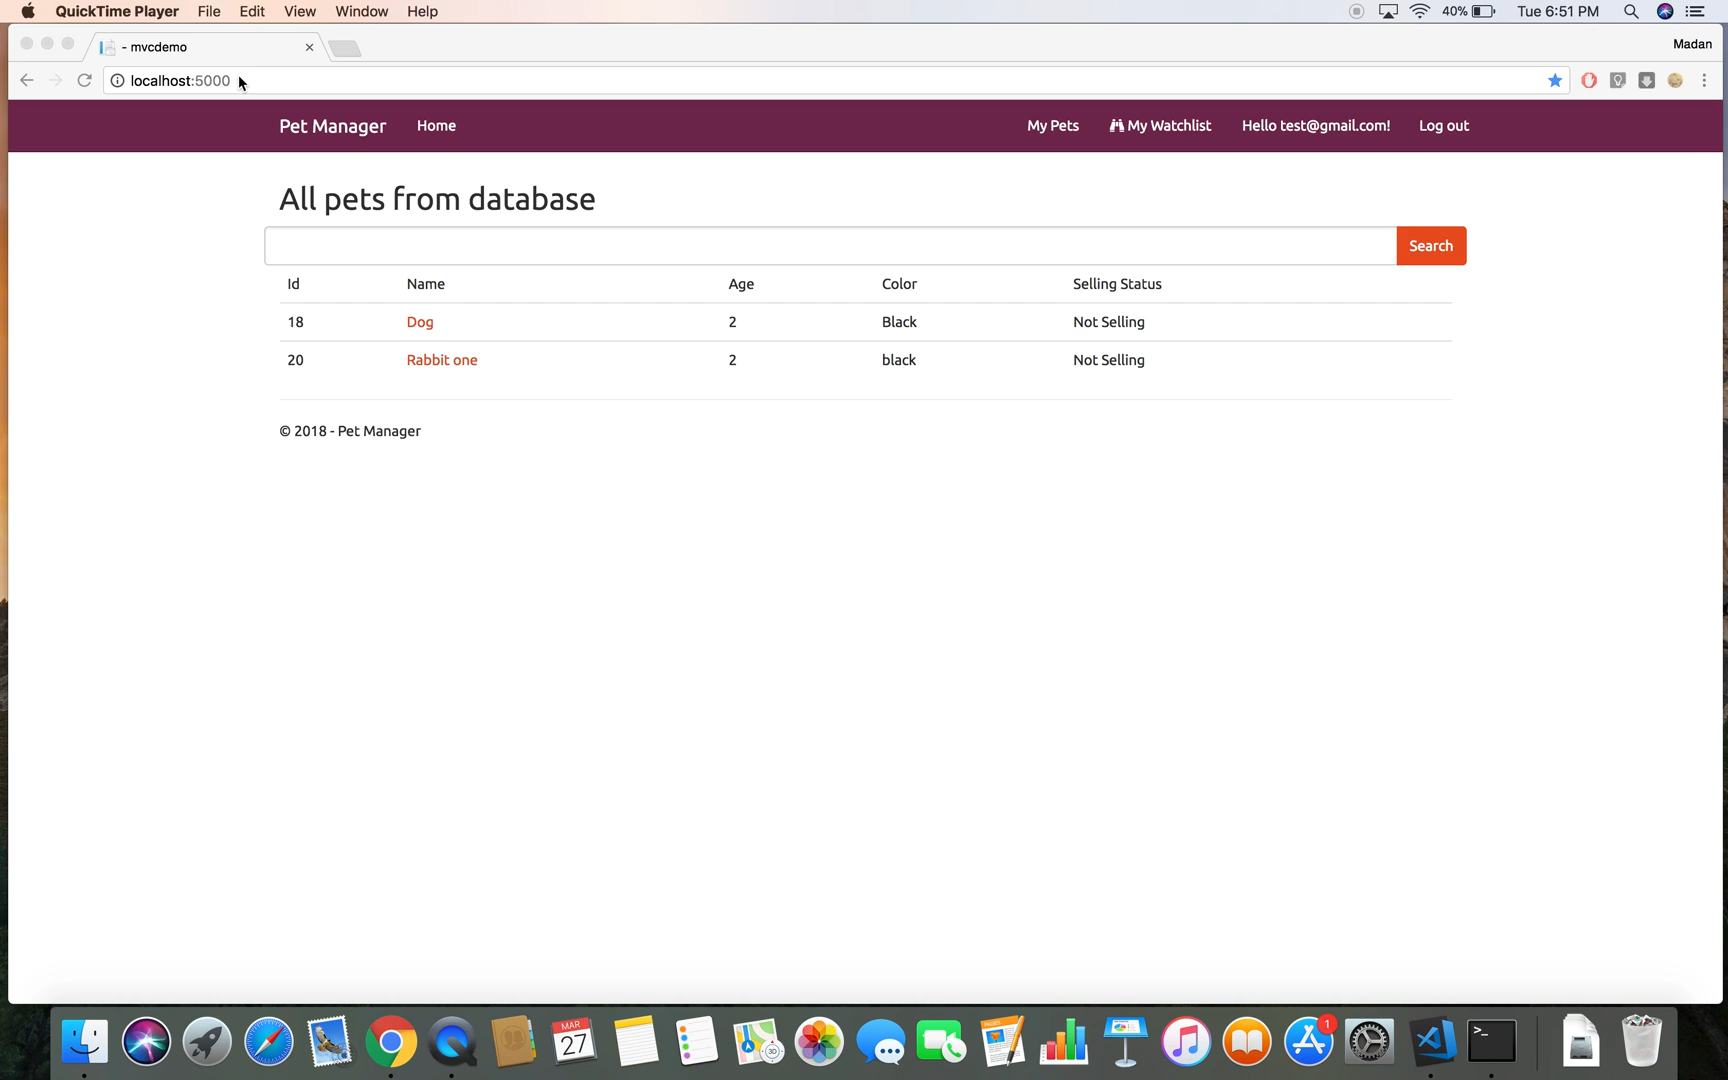 QuickTime Player File Edit View Window Help 40% Tue 6:51 PM
- mvcdemo Madan
localhost:5000
Pet Manager Home My Pets My Watchlist Hello test@gmail.com! Log out
All pets from database
Search
Id Name Age Color Selling Status
18 Dog 2 Black Not Selling
20 Rabbit one 2 black Not Selling
© 2018 - Pet Manager
MAR
27
PAGES
3D
1
>_